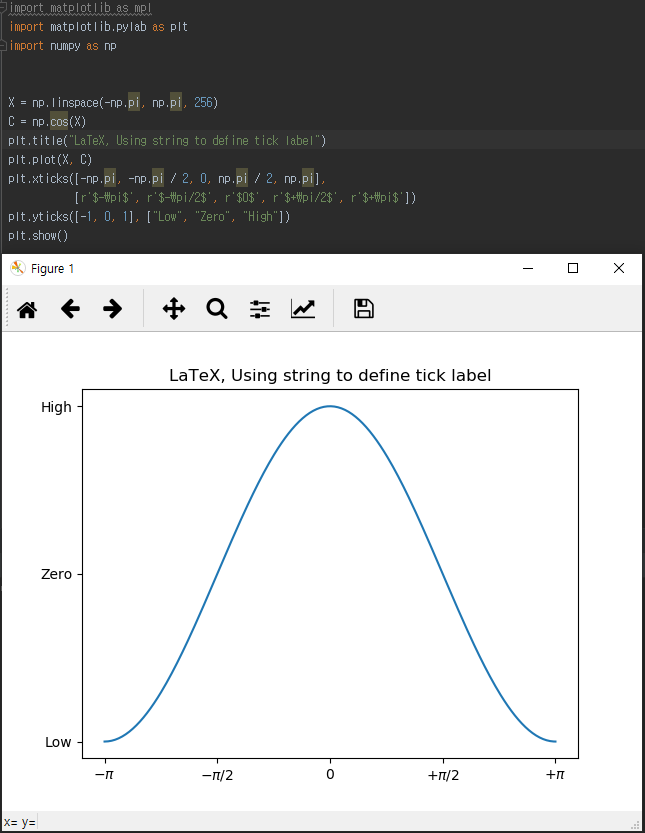 import matplotlib as mpl
import matplotlib.pylab as plt
import numpy as np
X = np.linspace(-np.pi, np.pi, 256)
C = np.cos(X)
plt.title("LaTeX, Using string to define tick label")
plt.plot(X, C)
plt.xticks([-np.pi, -np.pi / 2, 0, np.pi / 2, np.pi],
[r'$-₩pi$', r'$-₩pi/2$', r'$0$', r'$+₩pi/2$', r'$+₩pi$'])
plt.yticks([-1, 0, 1], ["Low", "Zero", "High"])
plt.show()
Figure 1
LaTeX, Using string to define tick label
High
Zero
Low
−π −π/2 0 +π/2 +π
x= y=